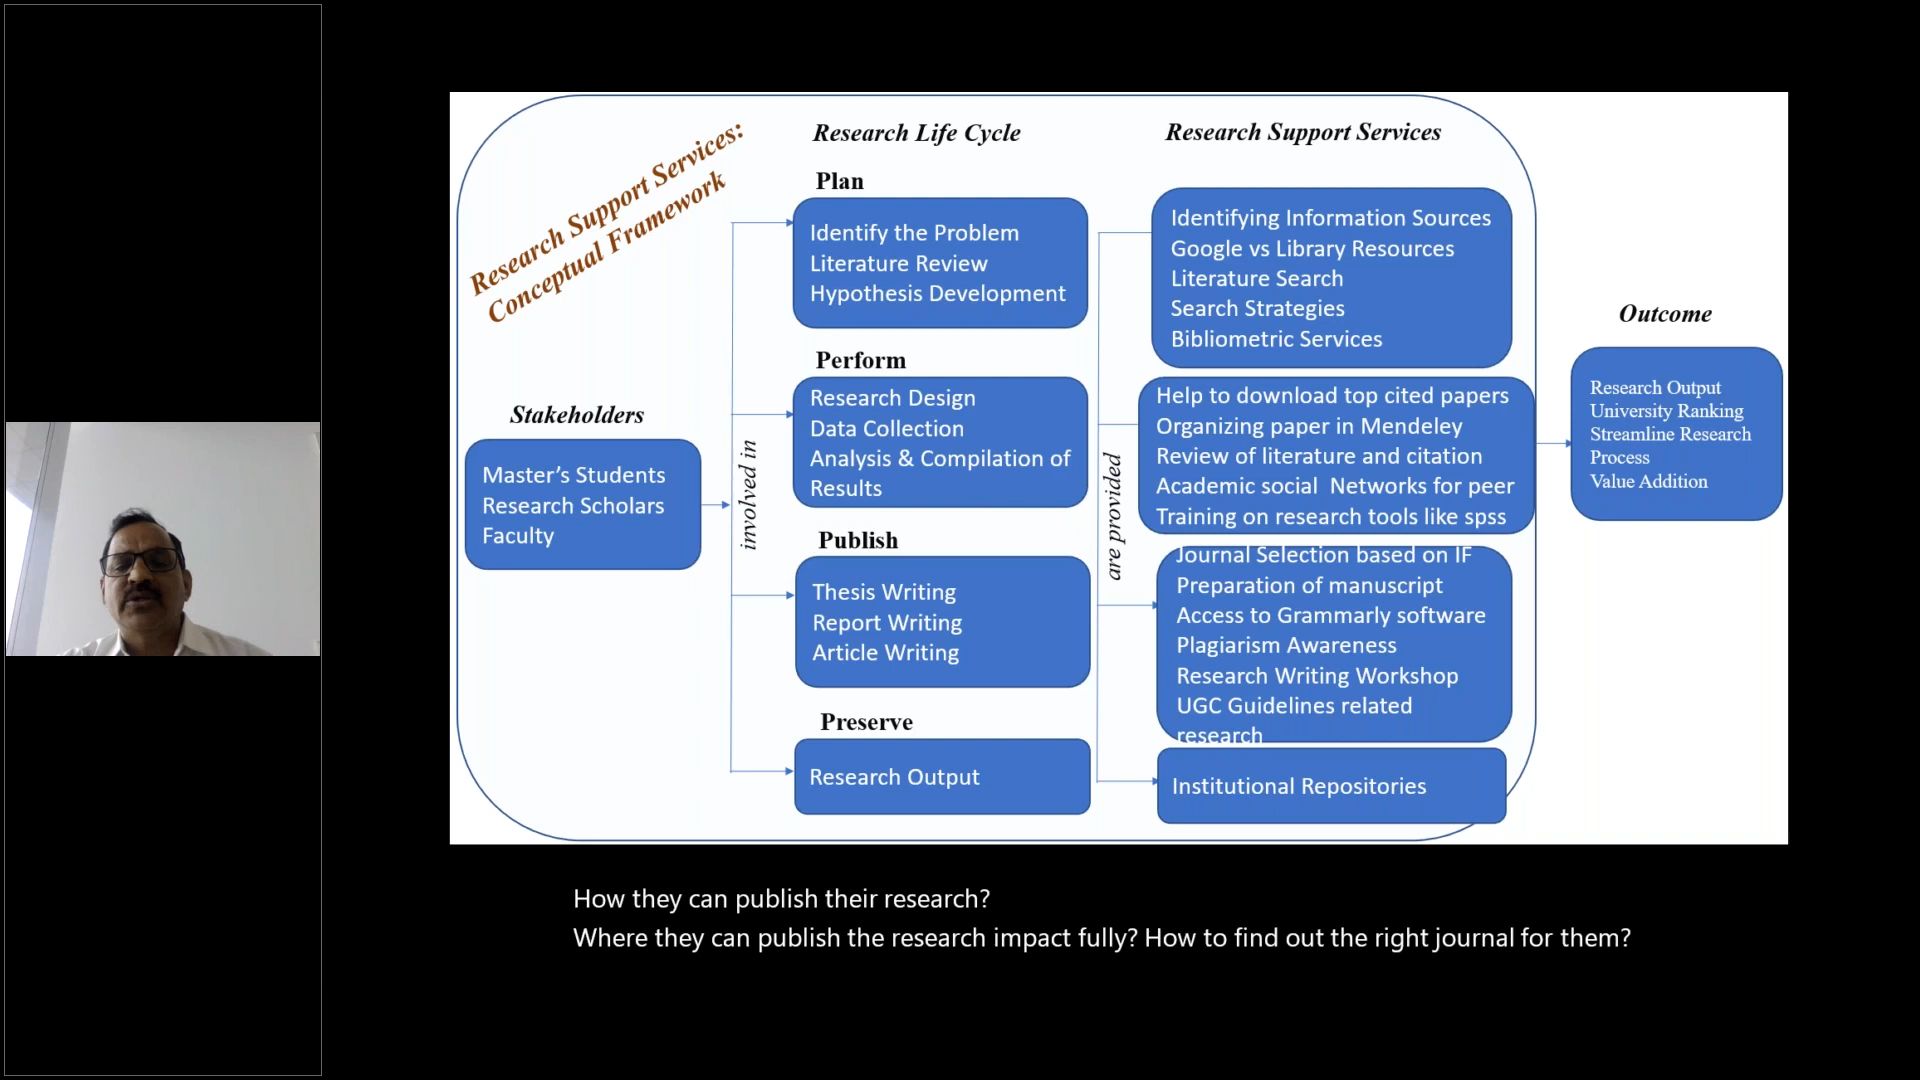 Research Support Services:
Conceptual Framework
Research Life Cycle
Research Support Services
Plan
Identify the Problem
Literature Review
Hypothesis Development
Identifying Information Sources
Google vs Library Resources
Literature Search
Search Strategies
Bibliometric Services
Outcome
Research Output
University Ranking
Streamline Research
Process
Value Addition
Perform
Research Design
Data Collection
Analysis & Compilation of
Results
Help to download top cited papers
Organizing paper in Mendeley
Review of literature and citation
Academic social  Networks for peer
Training on research tools like spss
Stakeholders
Master’s Students
Research Scholars
Faculty
involved in
are provided
Publish
Thesis Writing
Report Writing
Article Writing
Journal Selection based on IF
Preparation of manuscript
Access to Grammarly software
Plagiarism Awareness
Research Writing Workshop
UGC Guidelines related
research
Preserve
Research Output
Institutional Repositories
How they can publish their research?
Where they can publish the research impact fully? How to find out the right journal for them?